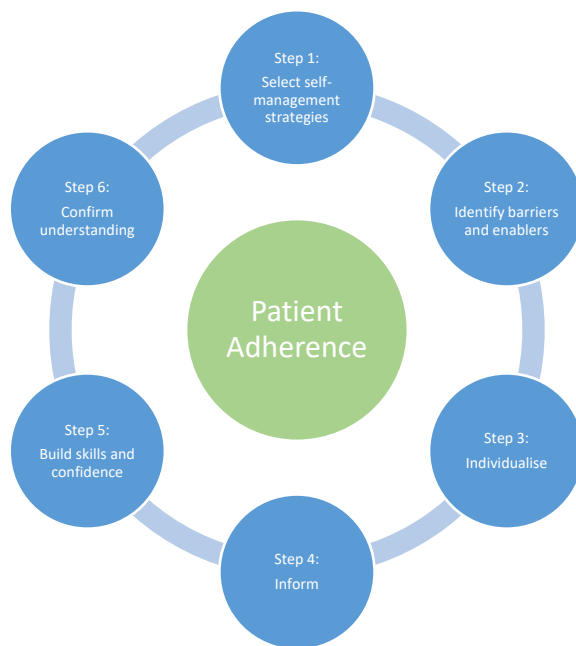 Step 1:
Select self-
management
strategies
Step 2:
Identify barriers
and enablers
Step 3:
Individualise
Step 4:
Inform
Step 5:
Build skills and
confidence
Step 6:
Confirm
understanding
Patient
Adherence